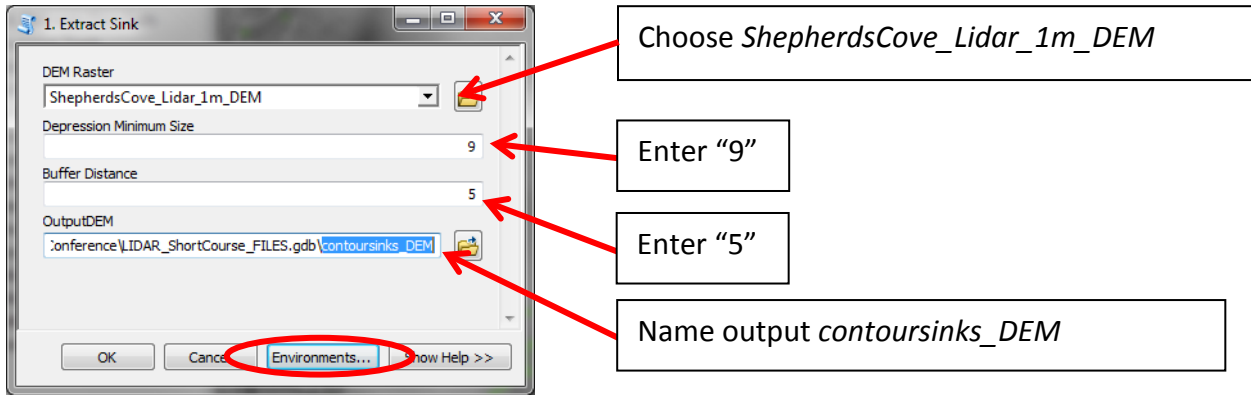 1. Extract Sink
Choose ShepherdsCove_Lidar_1m_DEM
DEM Raster
ShepherdsCove_Lidar_1m_DEM
Depression Minimum Size
9
Enter “9”
Buffer Distance
5
Enter “5”
OutputDEM
Conference\LIDAR_ShortCourse_FILES.gdb\contoursinks_DEM
Name output contoursinks_DEM
OK
Cancel
Environments...
Show Help >>